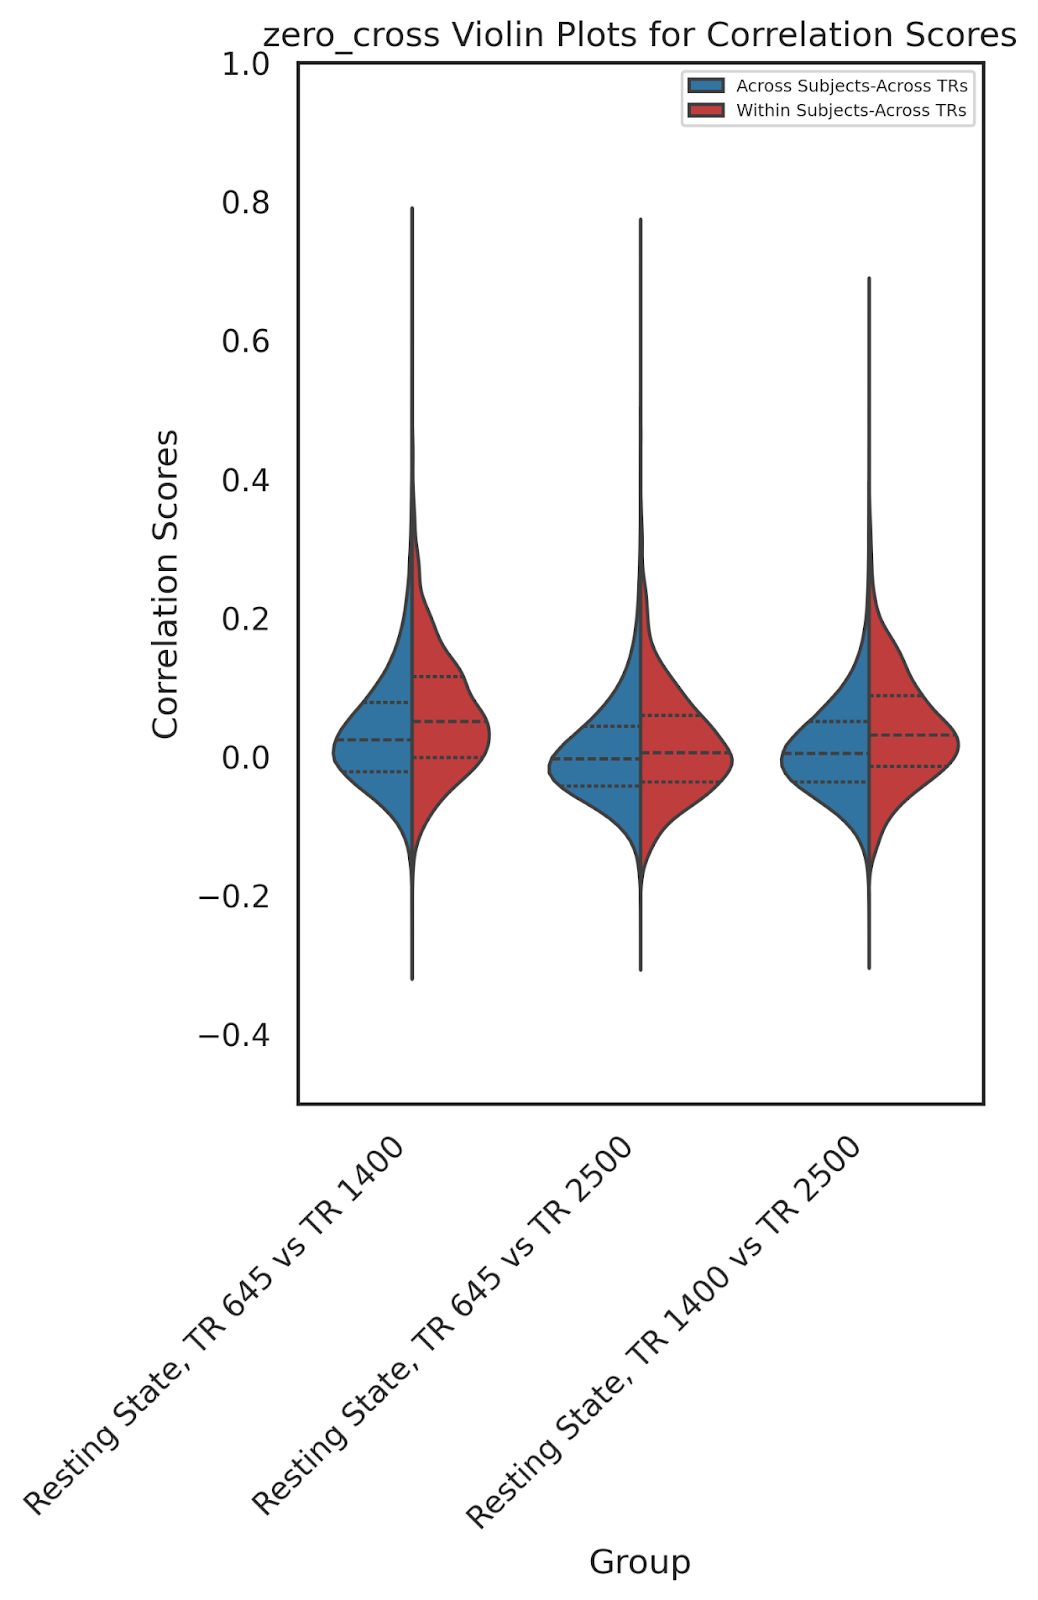 zero_cross Violin Plots for Correlation Scores
Across Subjects-Across TRs
Within Subjects-Across TRs
1.0
0.8
0.6
0.4
0.2
0.0
−0.2
−0.4
Correlation Scores
Resting State, TR 645 vs TR 1400
Resting State, TR 645 vs TR 2500
Resting State, TR 1400 vs TR 2500
Group